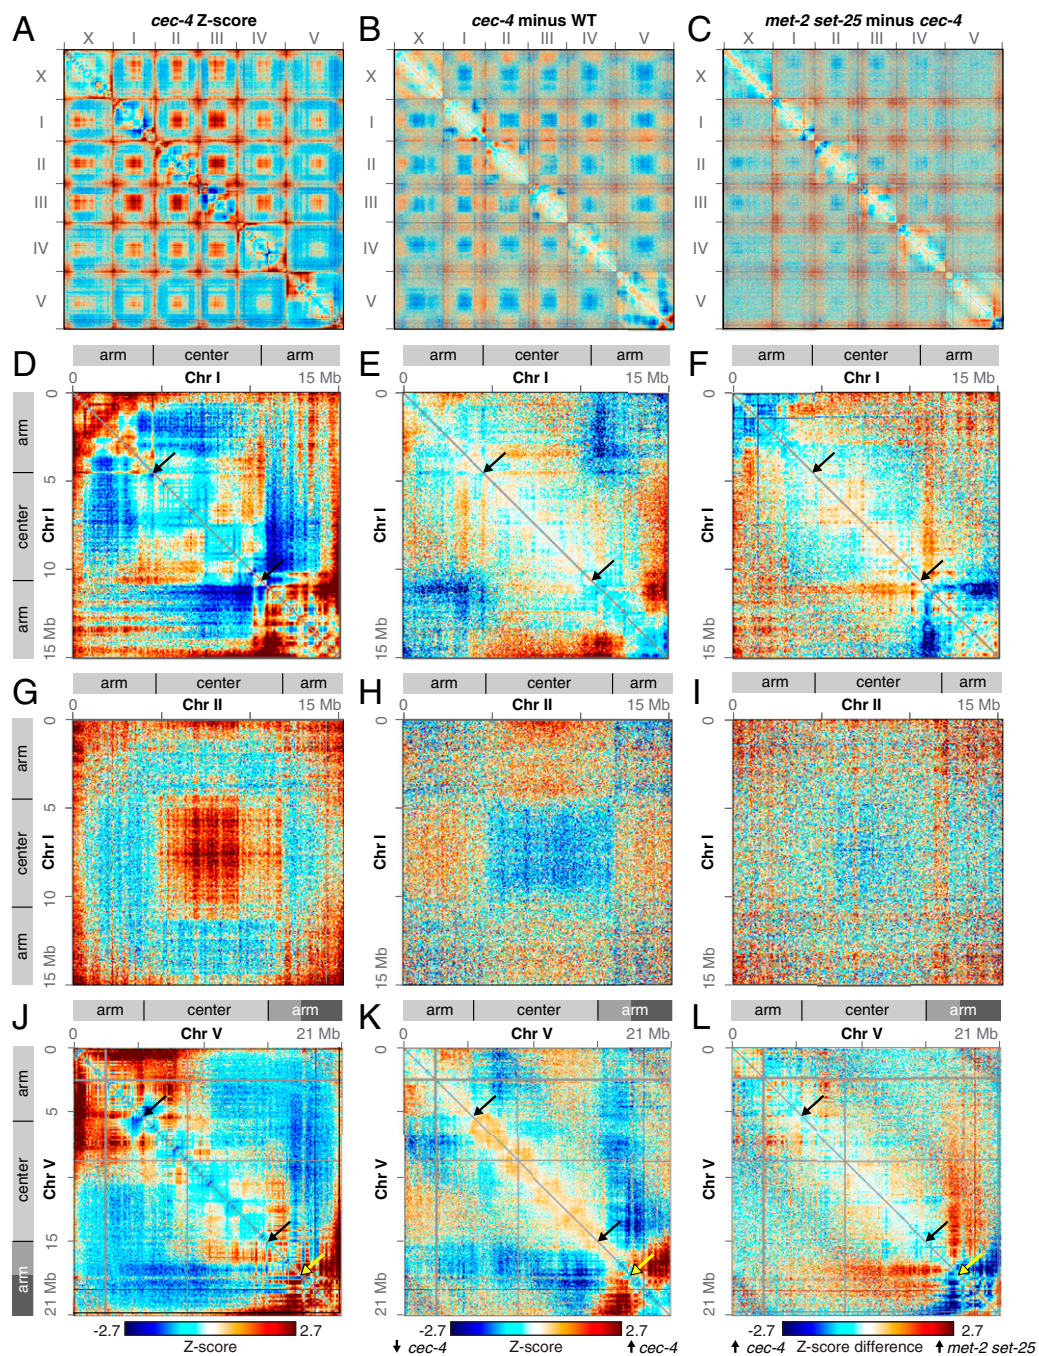 A cec-4 Z-score B cec-4 minus WT C met-2 set-25 minus cec-4
X I II III IV V X I II III IV V X I II III IV V
X X X
I I I
II II II
III III III
IV IV IV
V V V
arm center arm arm center arm arm center arm
D 0 Chr I 15 Mb E 0 Chr I 15 Mb F 0 Chr I 15 Mb
arm center arm
Chr I
0 5 10 15 Mb
Chr I
0 5 10 15 Mb
Chr I
0 5 10 15 Mb
arm center arm arm center arm arm center arm
G 0 Chr II 15 Mb H 0 Chr II 15 Mb I 0 Chr II 15 Mb
arm center arm
Chr I
0 5 10 15 Mb
Chr I
0 5 10 15 Mb
Chr I
0 5 10 15 Mb
arm center arm arm center arm arm center arm
J 0 Chr V 21 Mb K 0 Chr V 21 Mb L 0 Chr V 21 Mb
arm center arm
Chr V
0 5 15 21 Mb
Chr V
0 5 15 21 Mb
Chr V
0 5 15 21 Mb
-2.7 2.7 -2.7 2.7 -2.7 2.7
Z-score ↓ cec-4 Z-score ↑ cec-4 ↑ cec-4 Z-score difference ↑ met-2 set-25